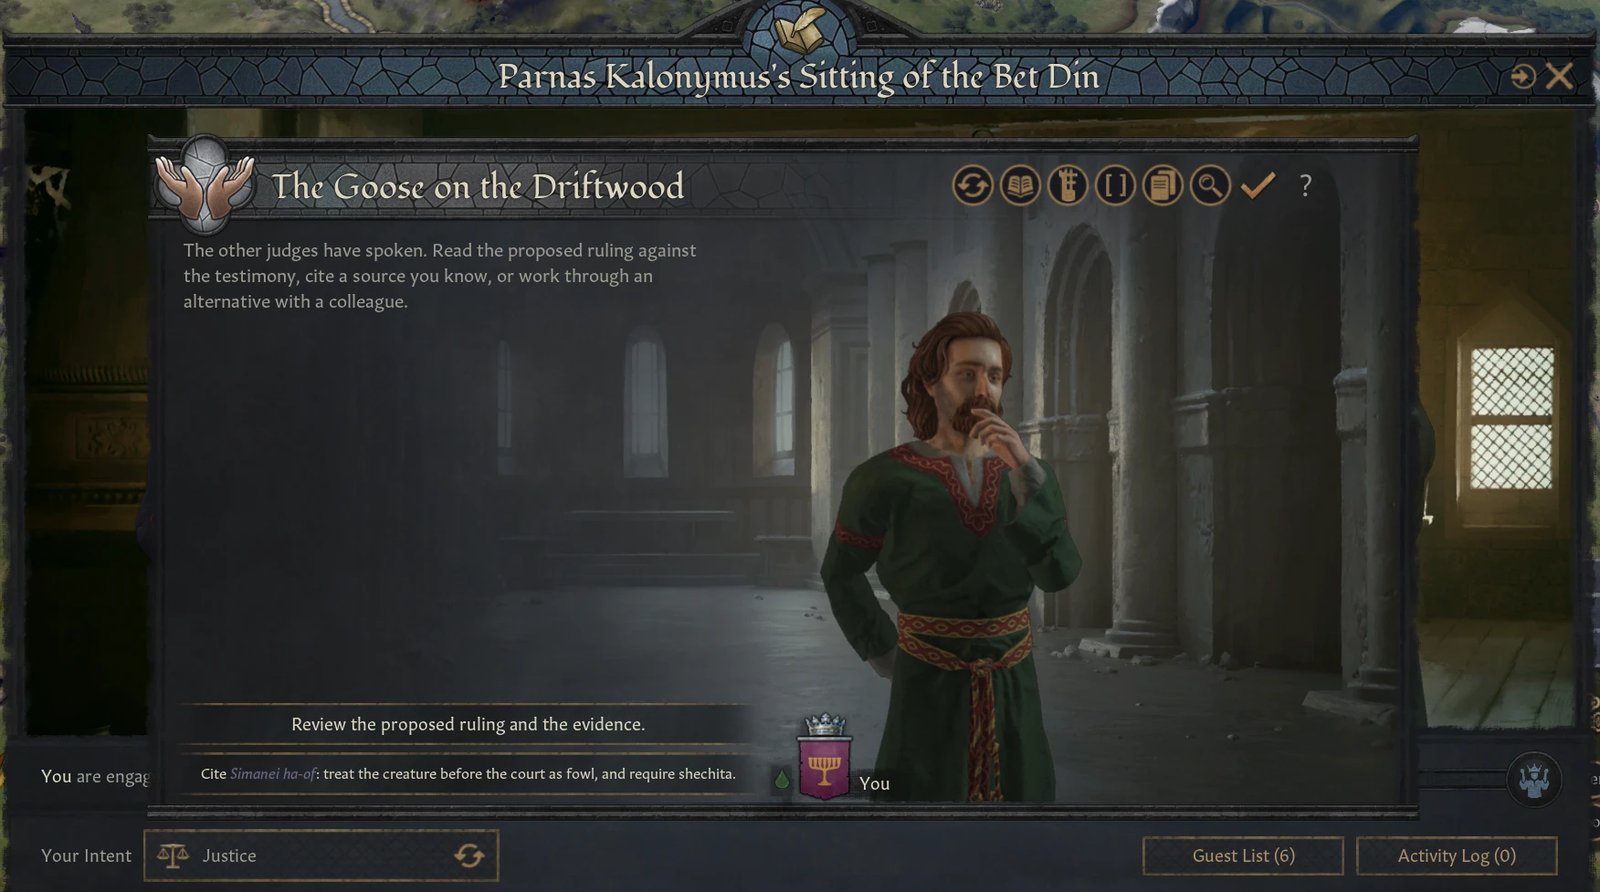 Parnas Kalonymus's Sitting of the Bet Din
The Goose on the Driftwood
?
The other judges have spoken. Read the proposed ruling against
the testimony, cite a source you know, or work through an
alternative with a colleague.
Review the proposed ruling and the evidence.
Cite Simanei ha-of: treat the creature before the court as fowl, and require shechita.
You
You are engag
Your Intent
Justice
Guest List (6)
Activity Log (0)